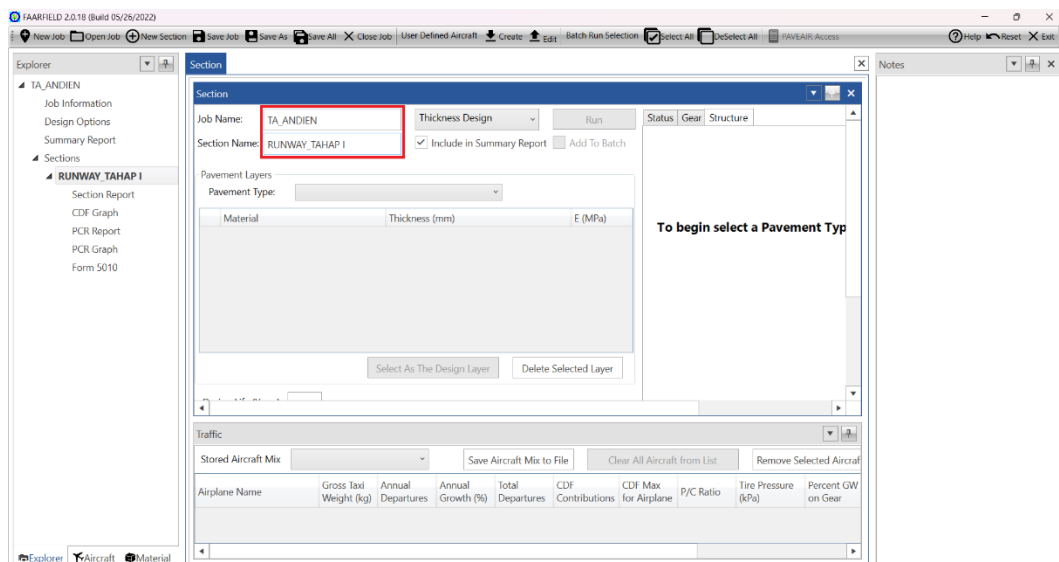 FAARFIELD 2.0.18 (Build 05/26/2022)
New Job Open Job New Section Save Job Save As Save All Close Job User Defined Aircraft Create Edit Batch Run Selection Select All DeSelect All PAVEAIR Access Help Reset Exit
Explorer
TA_ANDIEN
Job Information
Design Options
Summary Report
Sections
RUNWAY_TAHAP I
Section Report
CDF Graph
PCR Report
PCR Graph
Form 5010
Explorer Aircraft Material
Section
Section
Job Name: TA_ANDIEN Thickness Design Run
Section Name: RUNWAY_TAHAP I Include in Summary Report Add To Batch
Pavement Layers
Pavement Type:
Material Thickness (mm) E (MPa)
Select As The Design Layer Delete Selected Layer
Status Gear Structure
To begin select a Pavement Typ
Traffic
Stored Aircraft Mix Save Aircraft Mix to File Clear All Aircraft from List Remove Selected Aircraf
Airplane Name Gross Taxi Weight (kg) Annual Departures Annual Growth (%) Total Departures CDF Contributions CDF Max for Airplane P/C Ratio Tire Pressure (kPa) Percent GW on Gear
Notes